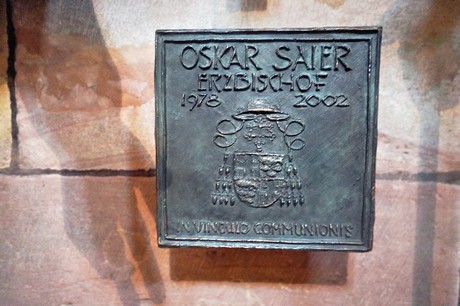 OSKAR SAIER
ERZBISCHOF
1978 2002
IN VINCULO COMMUNIONIS